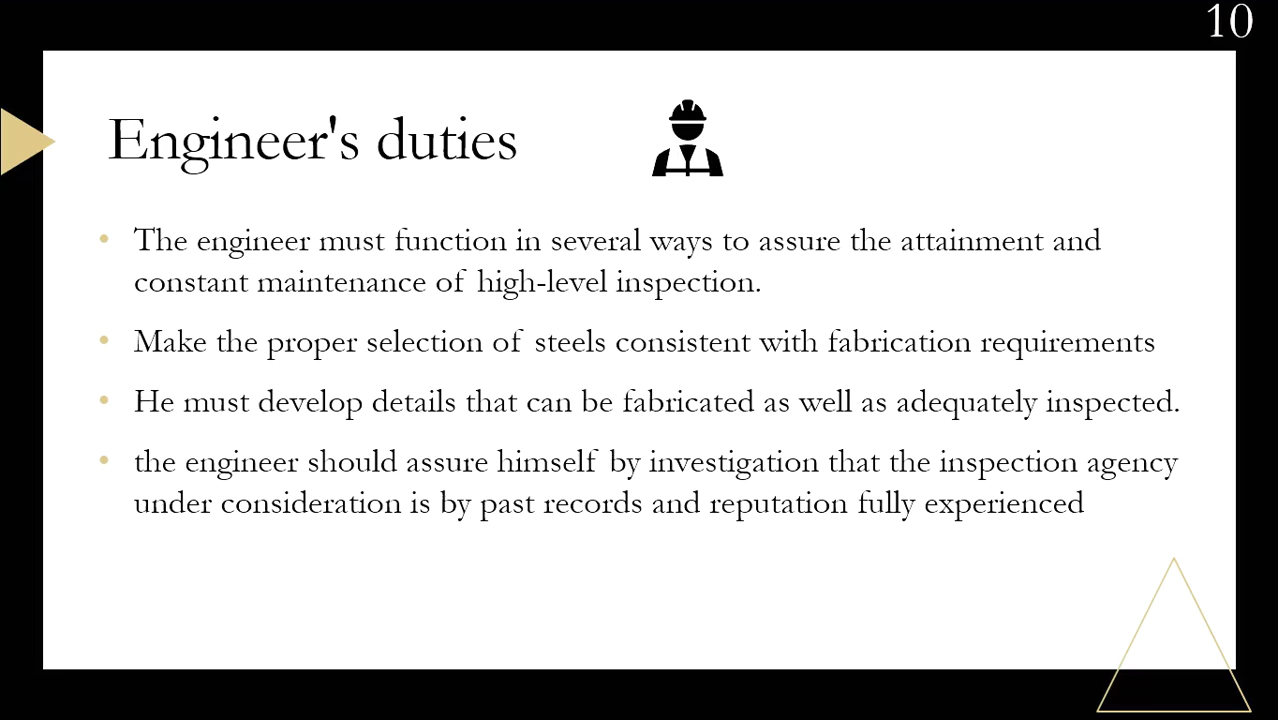 10
Engineer's duties
• The engineer must function in several ways to assure the attainment and
constant maintenance of high-level inspection.
• Make the proper selection of steels consistent with fabrication requirements
• He must develop details that can be fabricated as well as adequately inspected.
• the engineer should assure himself by investigation that the inspection agency
under consideration is by past records and reputation fully experienced